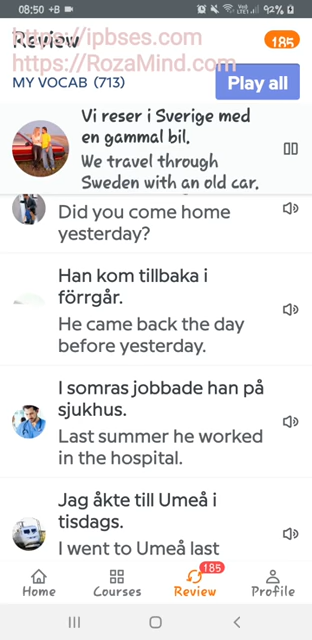 08:50 +B
92%
https://ipbses.com
Review
185
https://RozaMind.com
MY VOCAB (713)
Play all
Vi reser i Sverige med
en gammal bil.
We travel through
Sweden with an old car.
Did you come home
yesterday?
Han kom tillbaka i
förrgår.
He came back the day
before yesterday.
I somras jobbade han på
sjukhus.
Last summer he worked
in the hospital.
Jag åkte till Umeå i
tisdags.
I went to Umeå last
185
Home Courses Review Profile